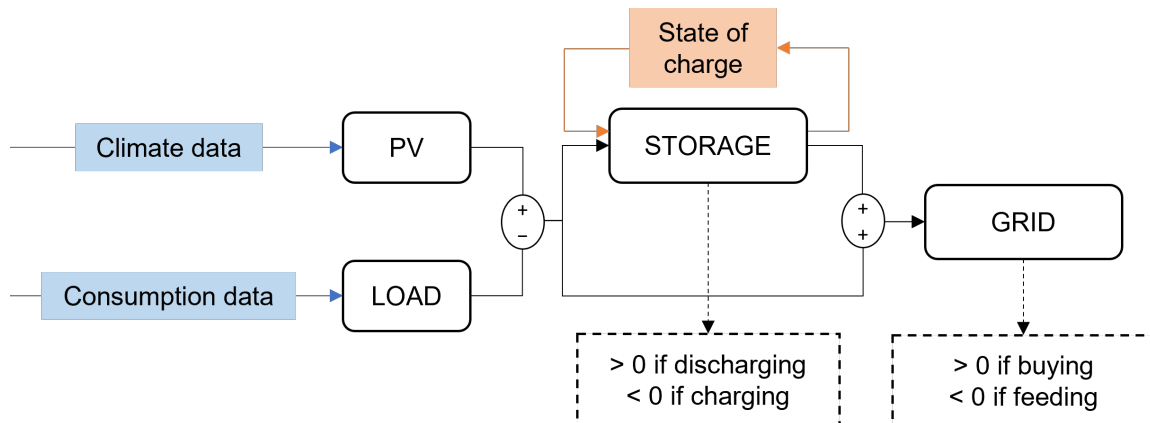 State of
charge
Climate data
PV
STORAGE
+
−
+
+
GRID
Consumption data
LOAD
> 0 if discharging
< 0 if charging
> 0 if buying
< 0 if feeding